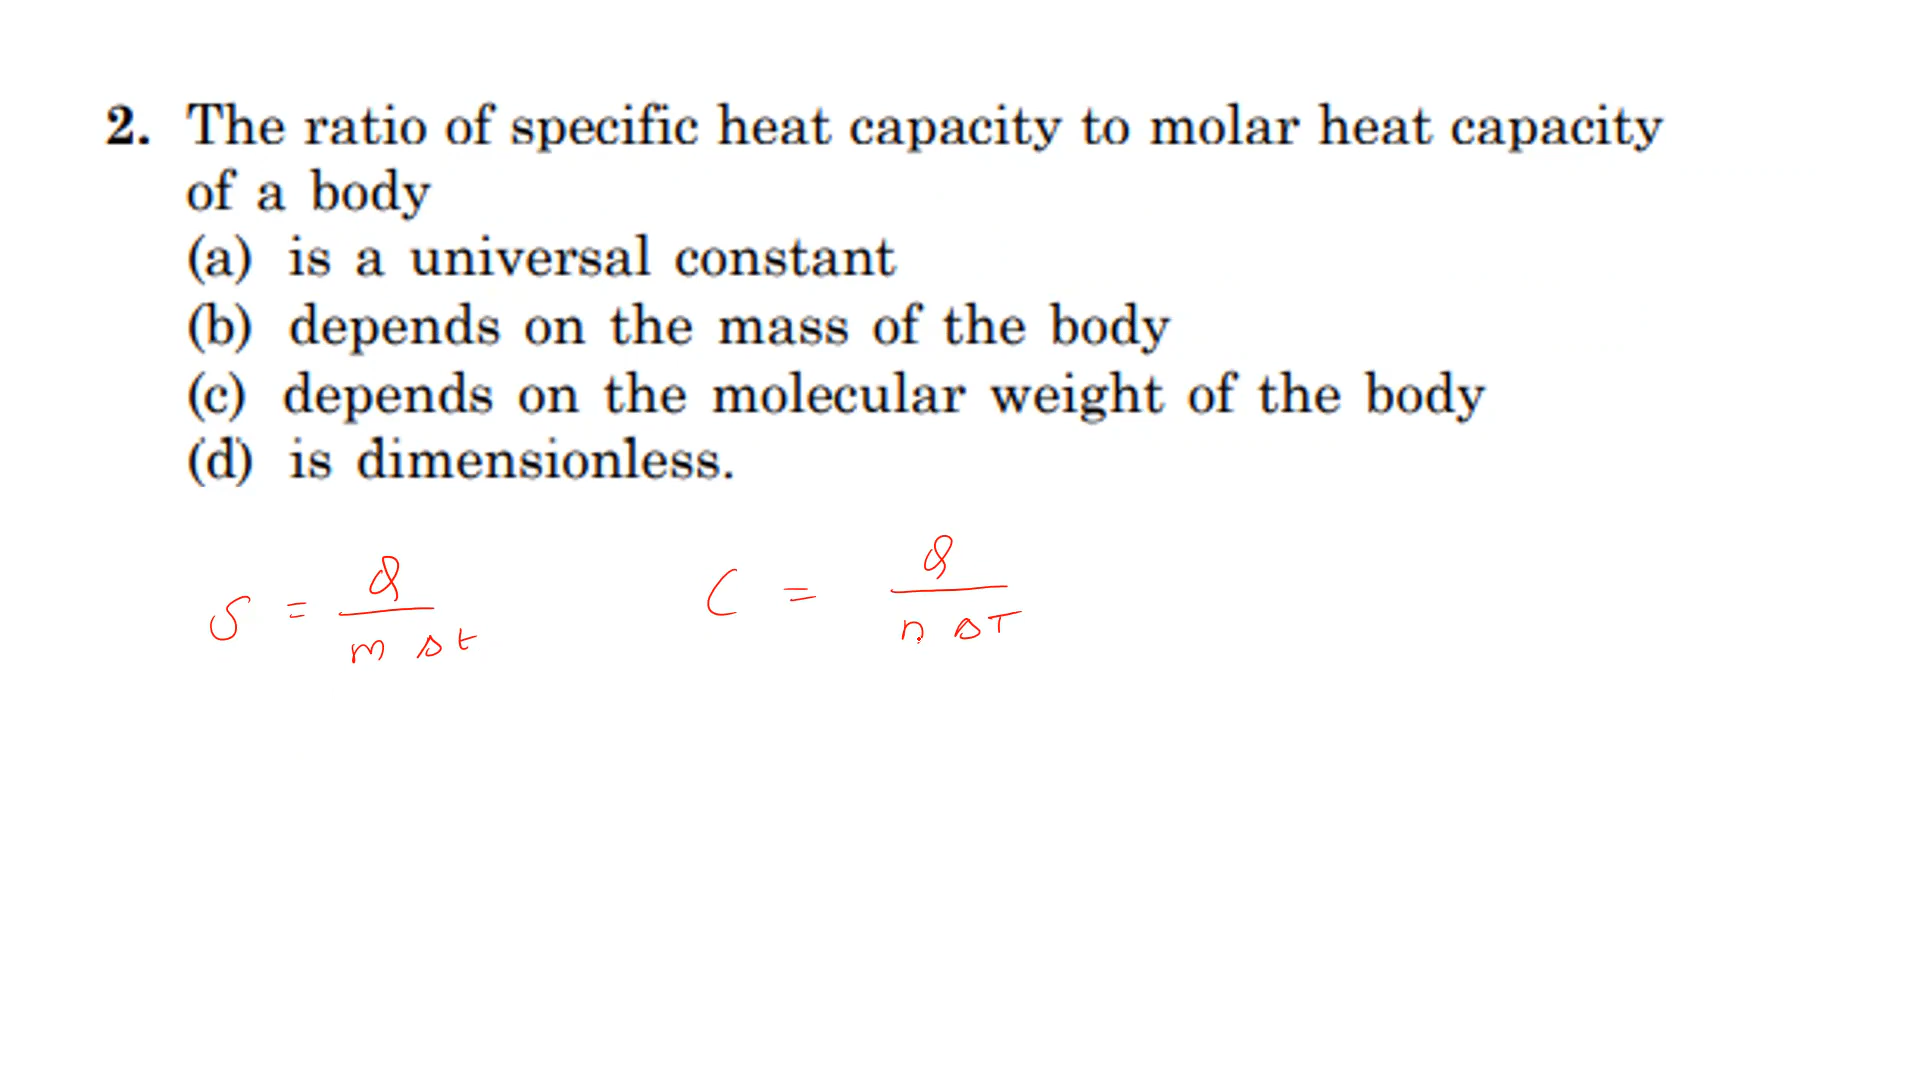 2. The ratio of specific heat capacity to molar heat capacity
of a body
(a) is a universal constant
(b) depends on the mass of the body
(c) depends on the molecular weight of the body
(d) is dimensionless.
S = Q / m Δt    C = Q / n ΔT